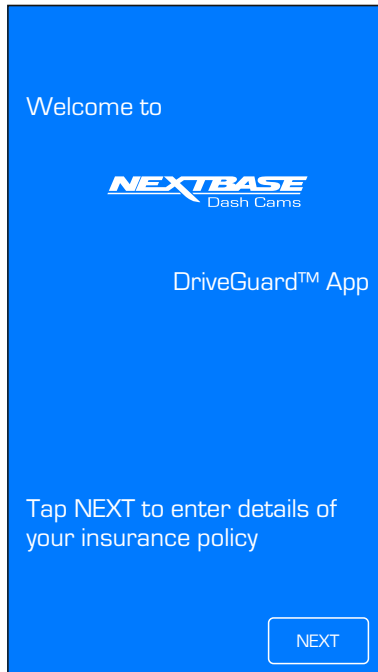 Welcome to
NEXTBASE
Dash Cams
DriveGuard™ App
Tap NEXT to enter details of
your insurance policy
NEXT